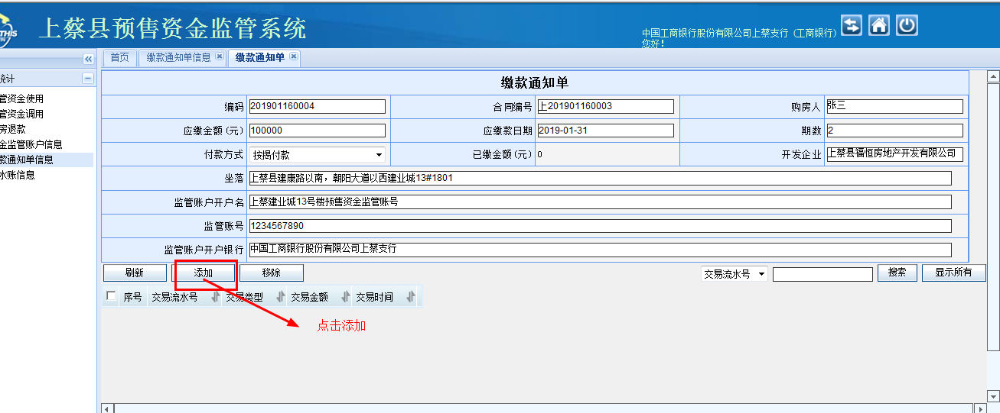 THIS
上蔡县预售资金监管系统
中国工商银行股份有限公司上蔡支行（工商银行）
您好!
首页 缴款通知单信息 缴款通知单
统计
管资金使用
管资金调用
房退款
金监管账户信息
款通知单信息
水账信息
缴款通知单
编码 201901160004 合同编号 上201901160003 购房人 张三
应缴金额(元) 100000 应缴款日期 2019-01-31 期数 2
付款方式 按揭付款 已缴金额(元) 0 开发企业 上蔡县福恒房地产开发有限公司
坐落 上蔡县建康路以南，朝阳大道以西建业城13#1801
监管账户开户名 上蔡建业城13号楼预售资金监管账号
监管账号 1234567890
监管账户开户银行 中国工商银行股份有限公司上蔡支行
刷新 添加 移除 交易流水号 搜索 显示所有
序号 交易流水号 交易类型 交易金额 交易时间
点击添加